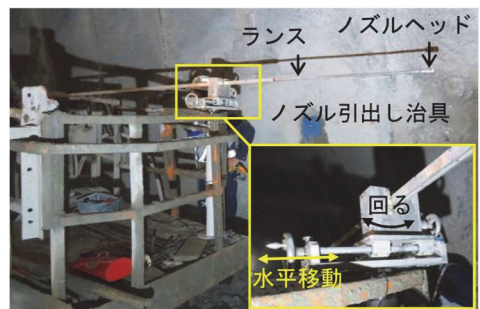 ランス
ノズルヘッド
ノズル引出し治具
回る
水平移動